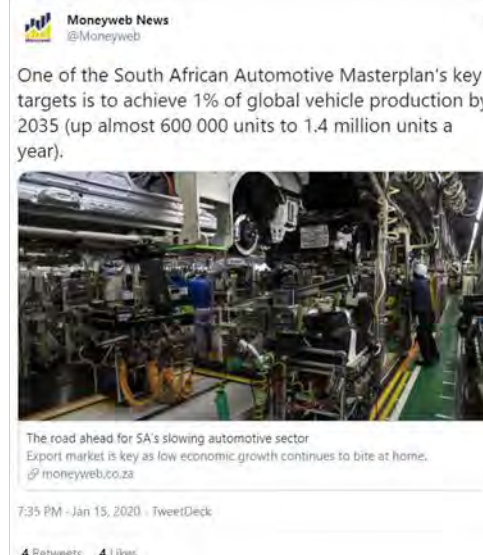 Moneyweb News
@Moneyweb
One of the South African Automotive Masterplan's key
targets is to achieve 1% of global vehicle production by
2035 (up almost 600 000 units to 1.4 million units a
year).
The road ahead for SA's slowing automotive sector
Export market is key as low economic growth continues to bite at home.
moneyweb.co.za
7:35 PM - Jan 15, 2020 - TweetDeck
4 Retweets 4 Likes